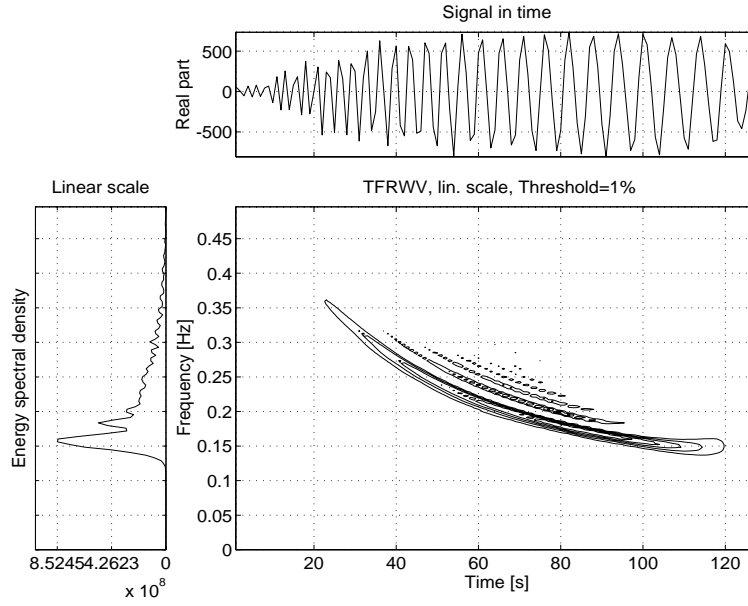 Signal in time
Real part
500
0
-500
Linear scale
Energy spectral density
8.52454.2623 0
x 10^8
TFRWV, lin. scale, Threshold=1%
Frequency [Hz]
0.45
0.4
0.35
0.3
0.25
0.2
0.15
0.1
0.05
0
20 40 60 80 100 120
Time [s]